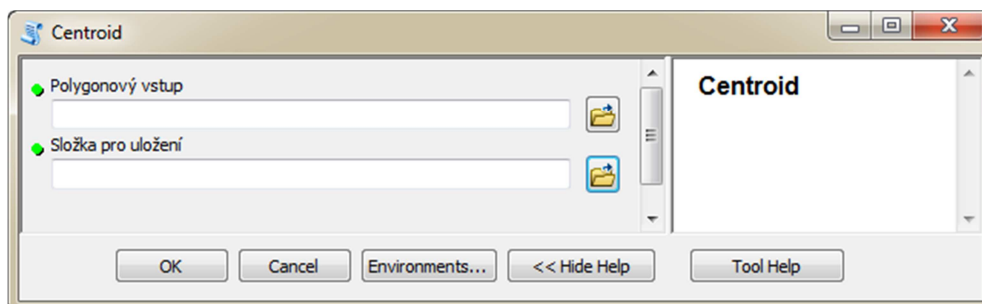 Centroid
Polygonový vstup
Složka pro uložení
Centroid
OK Cancel Environments... << Hide Help Tool Help